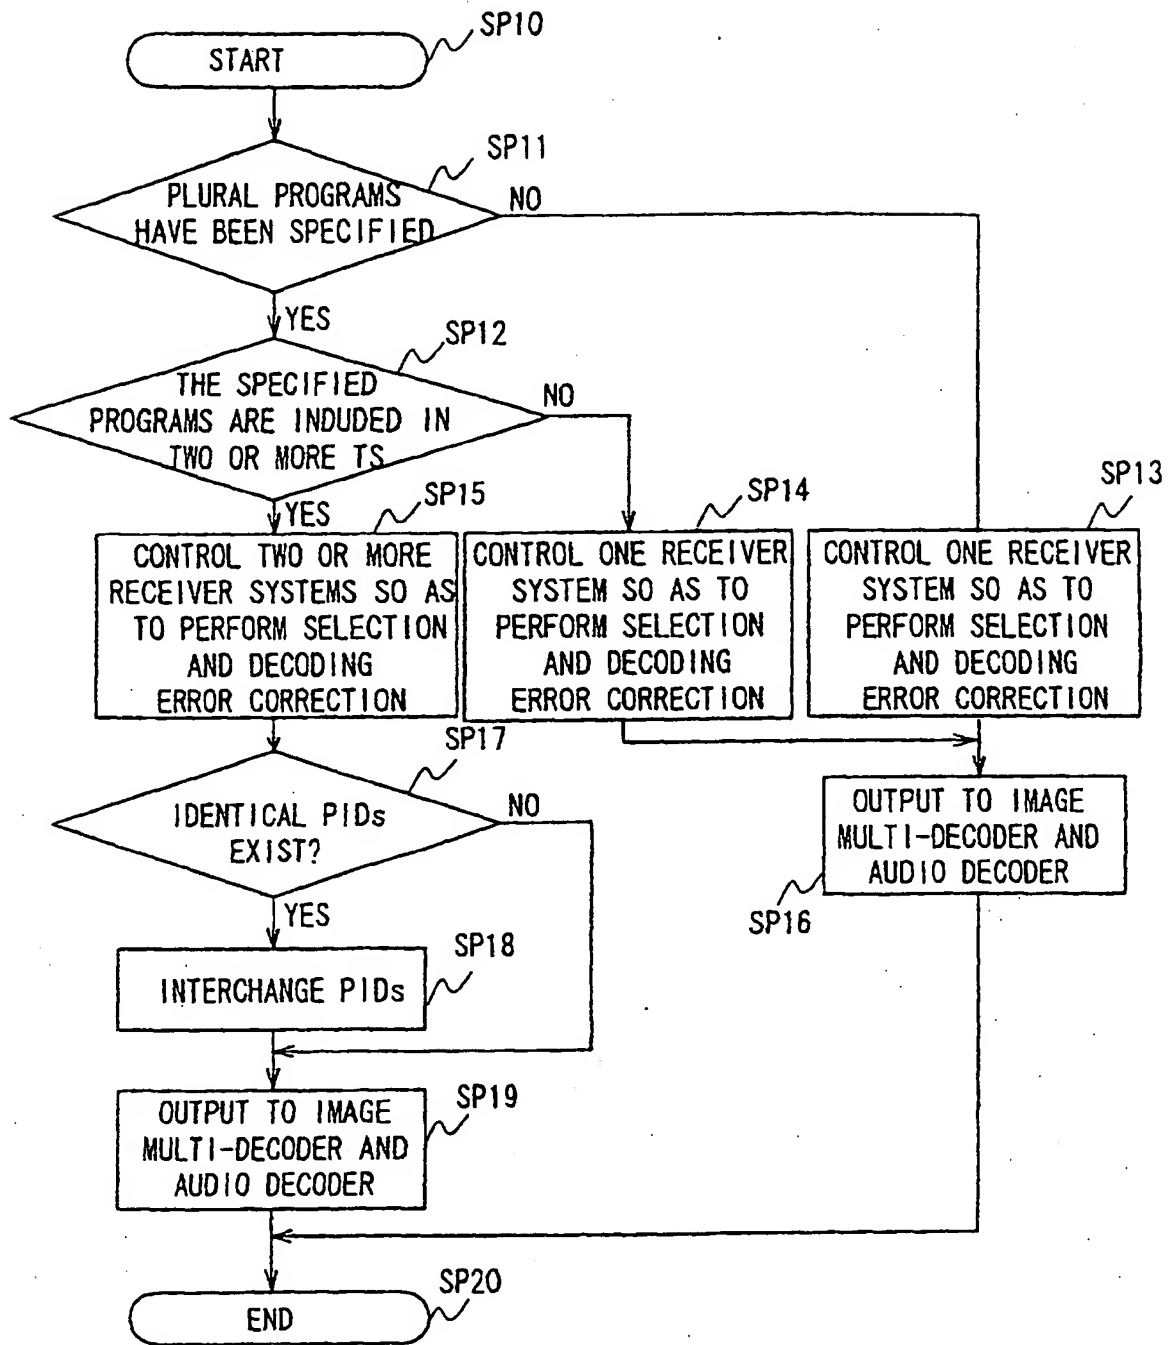 START
SP10
PLURAL PROGRAMS
HAVE BEEN SPECIFIED
SP11
NO
YES
THE SPECIFIED
PROGRAMS ARE INDUDED IN
TWO OR MORE TS
SP12
NO
YES
SP15
CONTROL TWO OR MORE
RECEIVER SYSTEMS SO AS
TO PERFORM SELECTION
AND DECODING
ERROR CORRECTION
SP14
CONTROL ONE RECEIVER
SYSTEM SO AS TO
PERFORM SELECTION
AND DECODING
ERROR CORRECTION
SP13
CONTROL ONE RECEIVER
SYSTEM SO AS TO
PERFORM SELECTION
AND DECODING
ERROR CORRECTION
SP17
IDENTICAL PIDs
EXIST?
NO
YES
OUTPUT TO IMAGE
MULTI-DECODER AND
AUDIO DECODER
SP16
SP18
INTERCHANGE PIDs
OUTPUT TO IMAGE
MULTI-DECODER AND
AUDIO DECODER
SP19
END
SP20